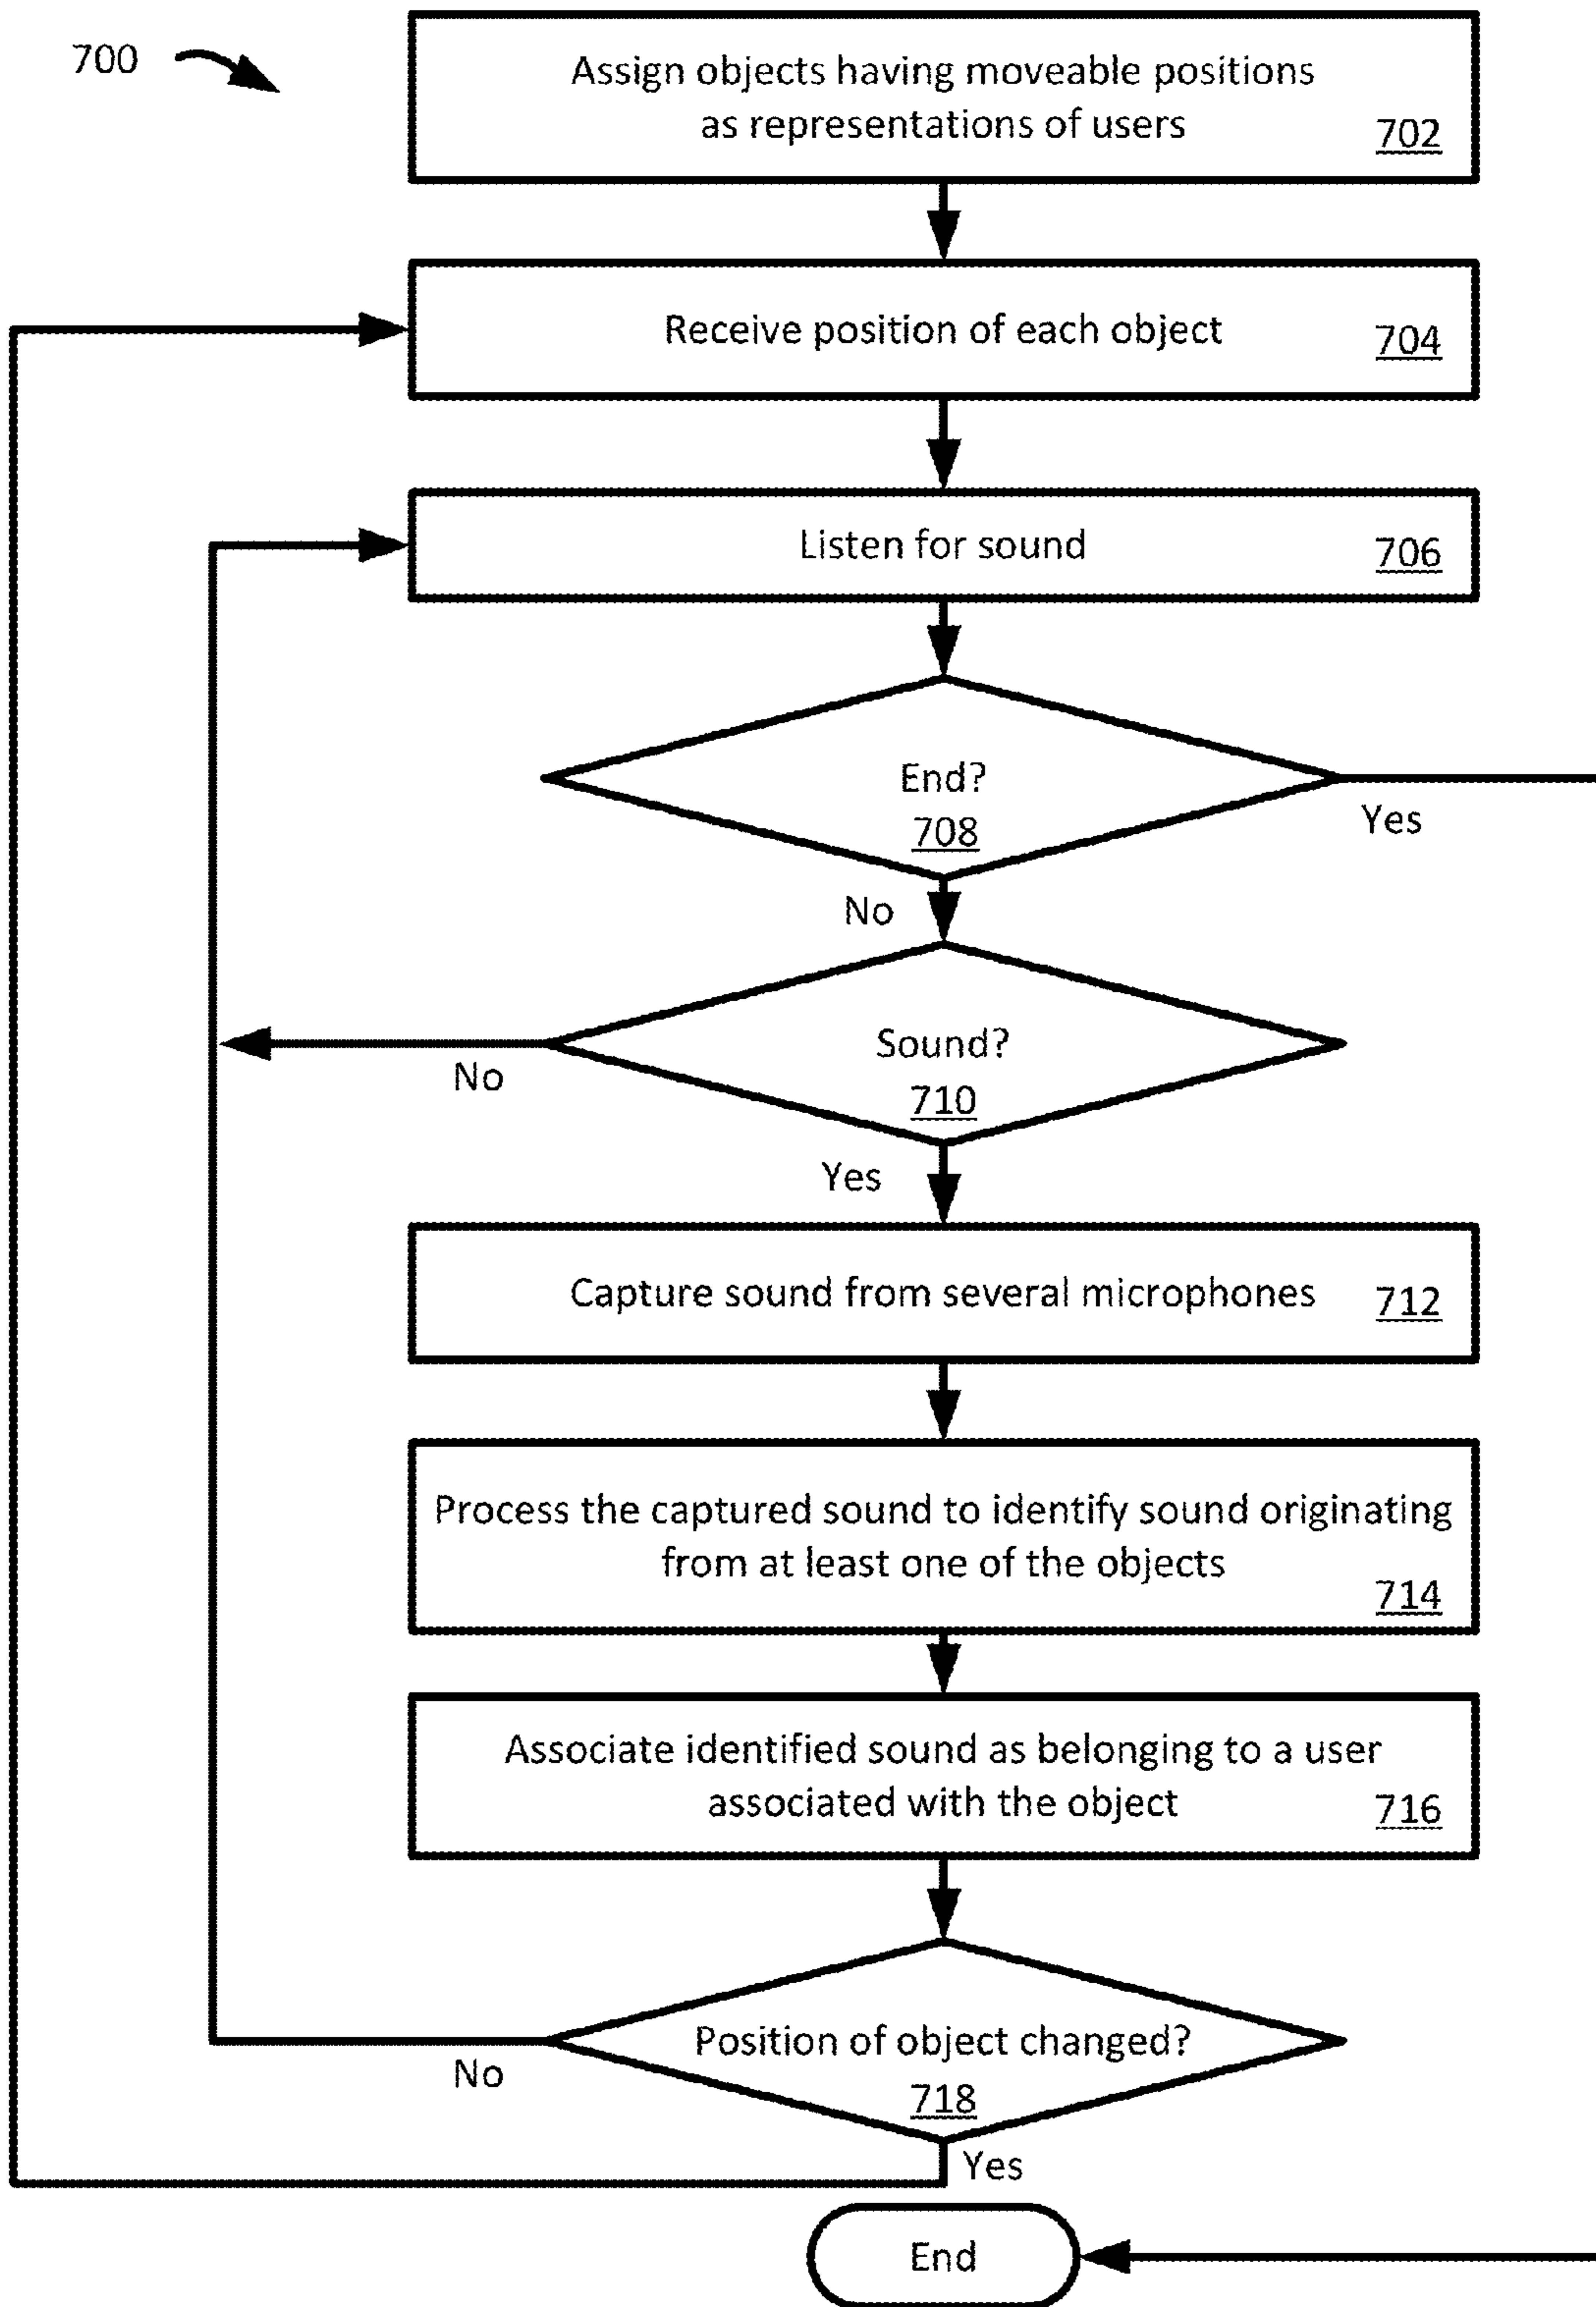 700
Assign objects having moveable positions
as representations of users
702
Receive position of each object
704
Listen for sound
706
End?
708
Yes
No
Sound?
710
No
Yes
Capture sound from several microphones
712
Process the captured sound to identify sound originating
from at least one of the objects
714
Associate identified sound as belonging to a user
associated with the object
716
Position of object changed?
718
No
Yes
End